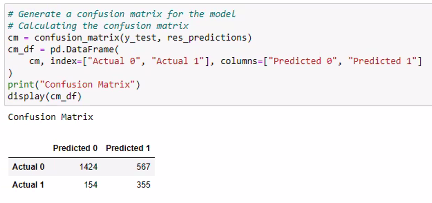 # Generate a confusion matrix for the model
# Calculating the confusion matrix
cm = confusion_matrix(y_test, res_predictions)
cm_df = pd.DataFrame(
    cm, index=["Actual 0", "Actual 1"], columns=["Predicted 0", "Predicted 1"]
)
print("Confusion Matrix")
display(cm_df)
Confusion Matrix
Predicted 0 Predicted 1
Actual 0 1424 567
Actual 1 154 355